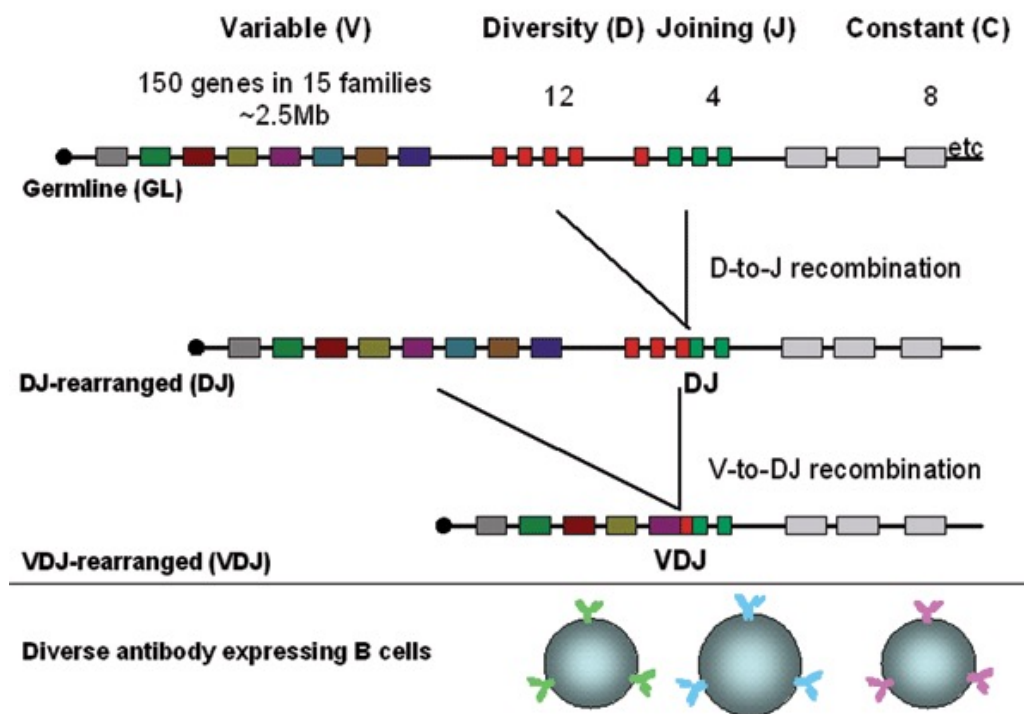 Variable (V) Diversity (D) Joining (J) Constant (C)
150 genes in 15 families
~2.5Mb
12 4 8
etc
Germline (GL)
D-to-J recombination
DJ-rearranged (DJ)
DJ
V-to-DJ recombination
VDJ-rearranged (VDJ)
VDJ
Diverse antibody expressing B cells